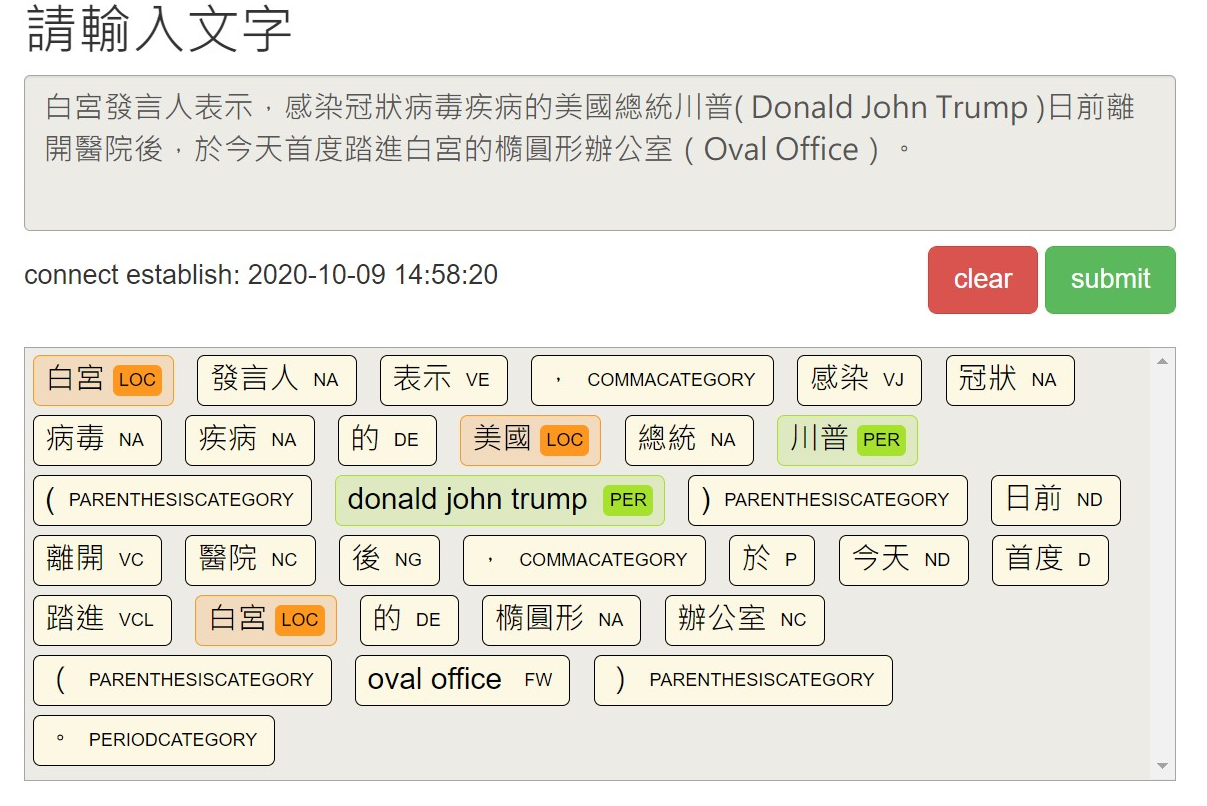 請輸入文字
白宮發言人表示，感染冠狀病毒疾病的美國總統川普( Donald John Trump )日前離
開醫院後，於今天首度踏進白宮的橢圓形辦公室（ Oval Office ）。
connect establish: 2020-10-09 14:58:20 clear submit
白宮 LOC 發言人 NA 表示 VE ， COMMACATEGORY 感染 VJ 冠狀 NA
病毒 NA 疾病 NA 的 DE 美國 LOC 總統 NA 川普 PER
( PARENTHESISCATEGORY donald john trump PER ) PARENTHESISCATEGORY 日前 ND
離開 VC 醫院 NC 後 NG ， COMMACATEGORY 於 P 今天 ND 首度 D
踏進 VCL 白宮 LOC 的 DE 橢圓形 NA 辦公室 NC
（ PARENTHESISCATEGORY oval office FW ） PARENTHESISCATEGORY
。 PERIODCATEGORY